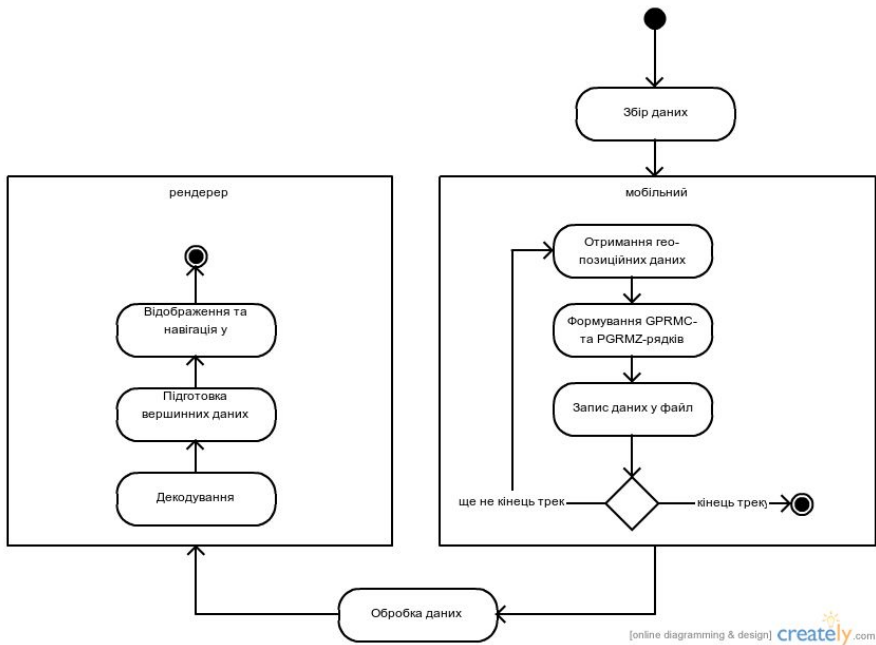 Збір даних
рендерер
мобільний
Отримання гео-
позиційних даних
Відображення та
навігація у
Формування GPRMC-
та PGRMZ-рядків
Підготовка
вершинних даних
Запис даних у файл
Декодування
ще не кінець трек
кінець треку
Обробка даних
[online diagramming & design] creately.com